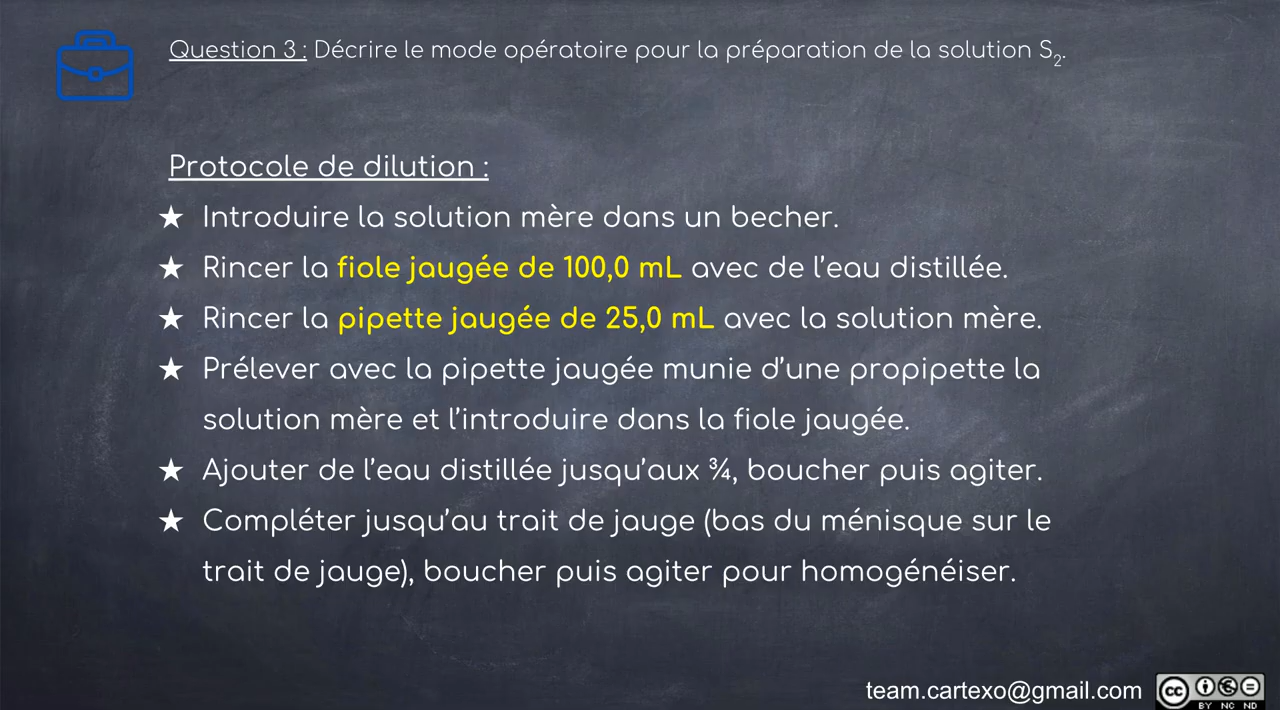 Question 3 : Décrire le mode opératoire pour la préparation de la solution S2.
Protocole de dilution :
★ Introduire la solution mère dans un becher.
★ Rincer la fiole jaugée de 100,0 mL avec de l’eau distillée.
★ Rincer la pipette jaugée de 25,0 mL avec la solution mère.
★ Prélever avec la pipette jaugée munie d’une propipette la
solution mère et l’introduire dans la fiole jaugée.
★ Ajouter de l’eau distillée jusqu’aux ¾, boucher puis agiter.
★ Compléter jusqu’au trait de jauge (bas du ménisque sur le
trait de jauge), boucher puis agiter pour homogénéiser.
team.cartexo@gmail.com
cc BY NC ND